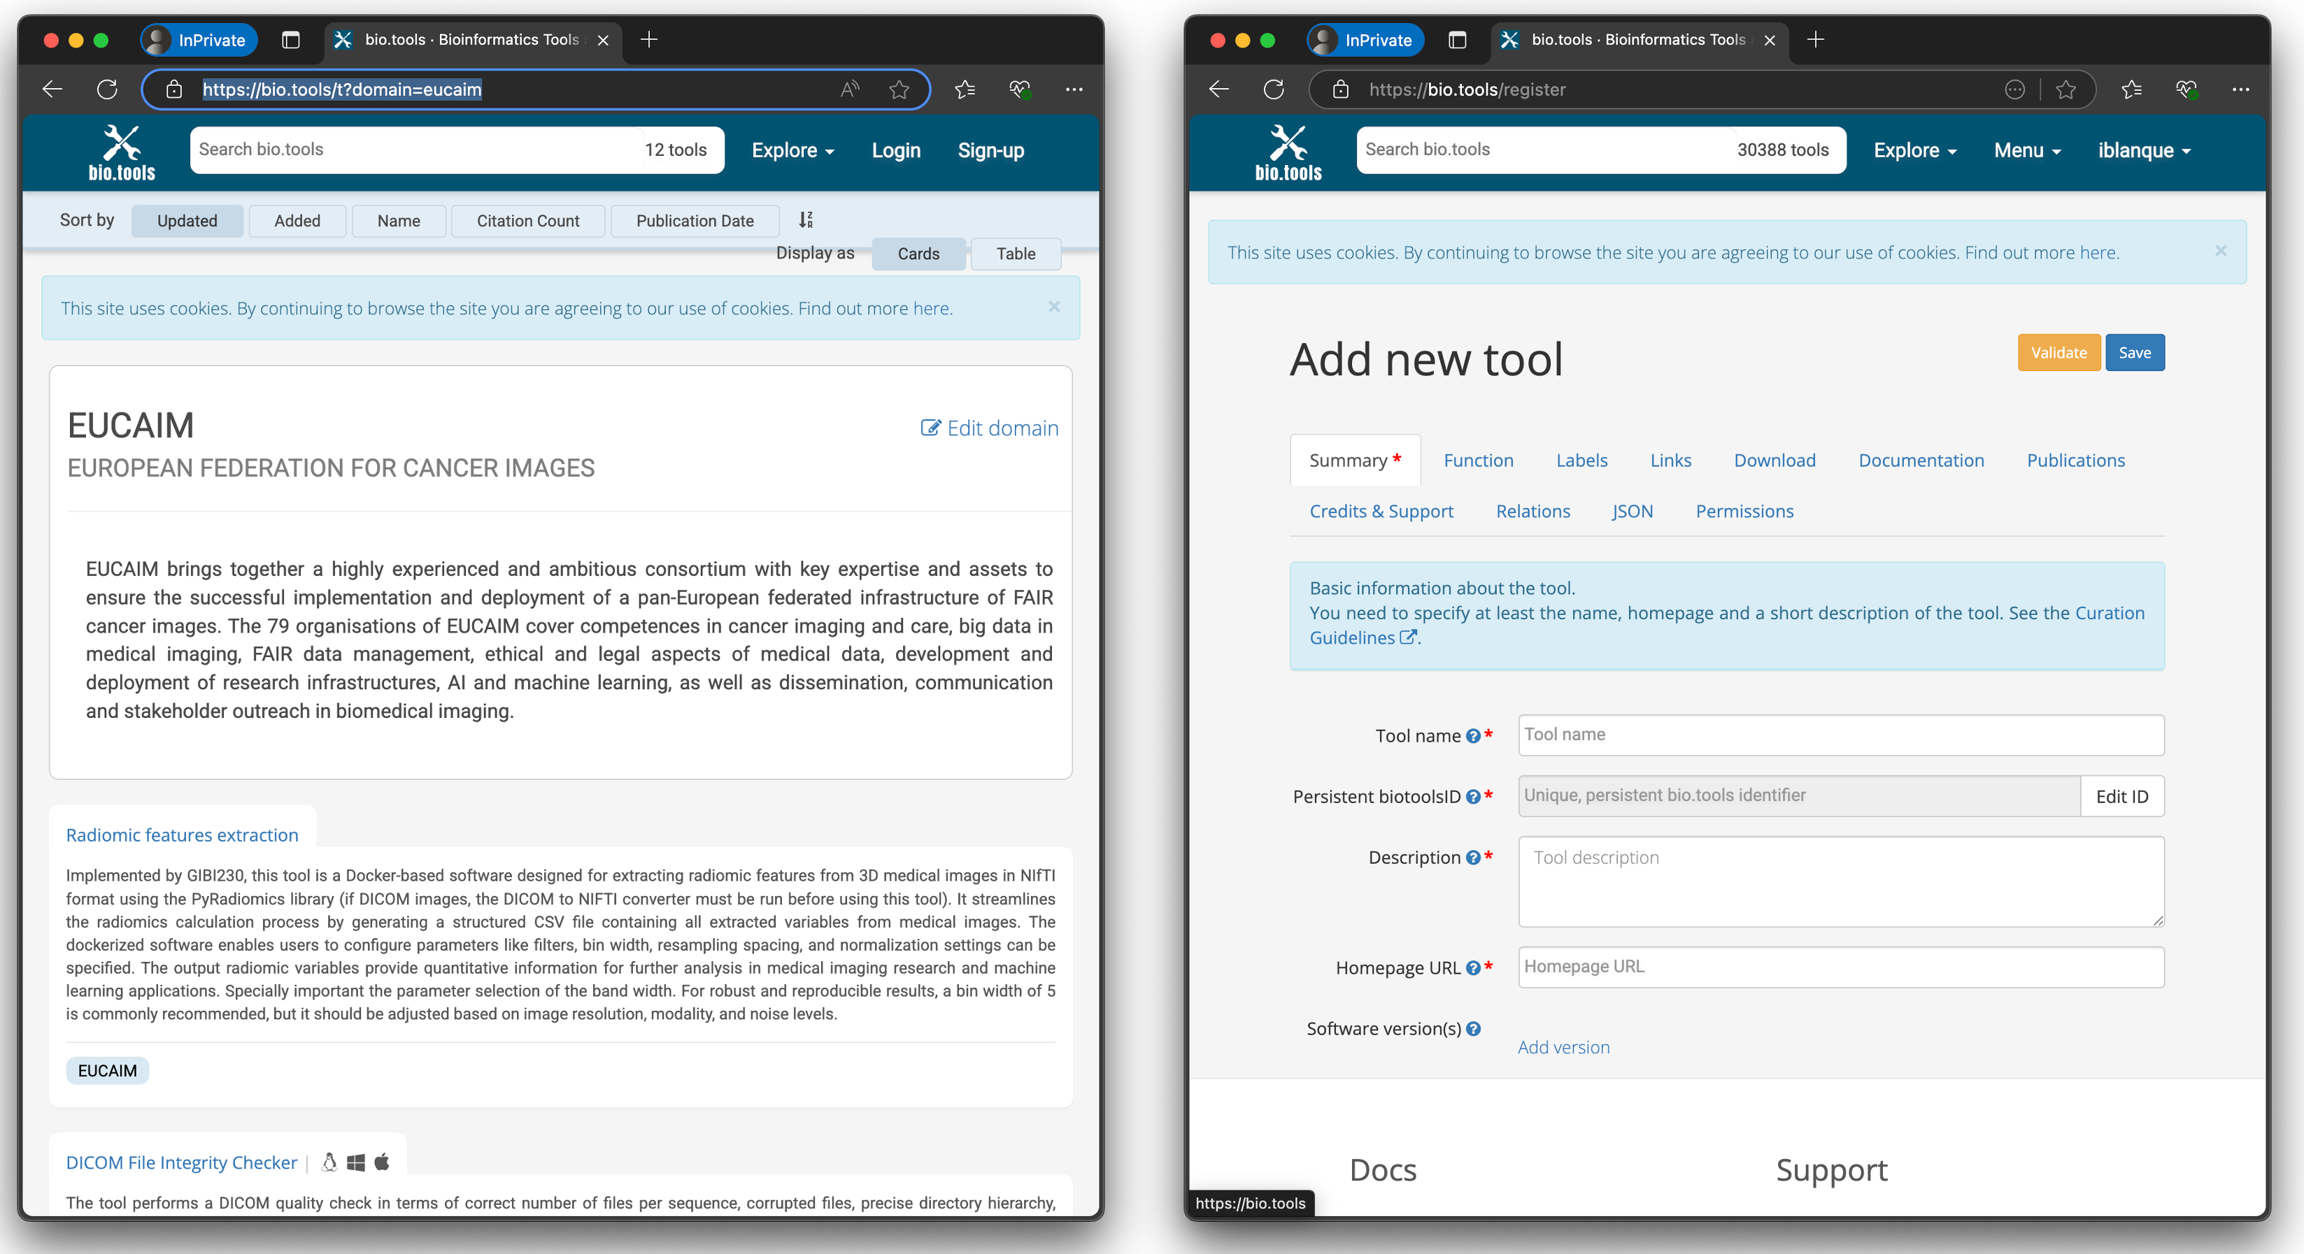 InPrivate
bio.tools · Bioinformatics Tools
https://bio.tools/t?domain=eucaim
bio.tools
Search bio.tools
12 tools
Explore
Login
Sign-up
Sort by
Updated
Added
Name
Citation Count
Publication Date
Display as
Cards
Table
This site uses cookies. By continuing to browse the site you are agreeing to our use of cookies. Find out more here.
×
EUCAIM
Edit domain
EUROPEAN FEDERATION FOR CANCER IMAGES
EUCAIM brings together a highly experienced and ambitious consortium with key expertise and assets to
ensure the successful implementation and deployment of a pan-European federated infrastructure of FAIR
cancer images. The 79 organisations of EUCAIM cover competences in cancer imaging and care, big data in
medical imaging, FAIR data management, ethical and legal aspects of medical data, development and
deployment of research infrastructures, AI and machine learning, as well as dissemination, communication
and stakeholder outreach in biomedical imaging.
Radiomic features extraction
Implemented by GIBI230, this tool is a Docker-based software designed for extracting radiomic features from 3D medical images in NIfTI
format using the PyRadiomics library (if DICOM images, the DICOM to NIFTI converter must be run before using this tool). It streamlines
the radiomics calculation process by generating a structured CSV file containing all extracted variables from medical images. The
dockerized software enables users to configure parameters like filters, bin width, resampling spacing, and normalization settings can be
specified. The output radiomic variables provide quantitative information for further analysis in medical imaging research and machine
learning applications. Specially important the parameter selection of the band width. For robust and reproducible results, a bin width of 5
is commonly recommended, but it should be adjusted based on image resolution, modality, and noise levels.
EUCAIM
DICOM File Integrity Checker
The tool performs a DICOM quality check in terms of correct number of files per sequence, corrupted files, precise directory hierarchy,
InPrivate
bio.tools · Bioinformatics Tools
https://bio.tools/register
bio.tools
Search bio.tools
30388 tools
Explore
Menu
iblanque
This site uses cookies. By continuing to browse the site you are agreeing to our use of cookies. Find out more here.
×
Add new tool
Validate
Save
Summary *
Function
Labels
Links
Download
Documentation
Publications
Credits & Support
Relations
JSON
Permissions
Basic information about the tool.
You need to specify at least the name, homepage and a short description of the tool. See the Curation
Guidelines .
Tool name ? *
Tool name
Persistent biotoolsID ? *
Unique, persistent bio.tools identifier
Edit ID
Description ? *
Tool description
Homepage URL ? *
Homepage URL
Software version(s) ?
Add version
Docs
Support
https://bio.tools